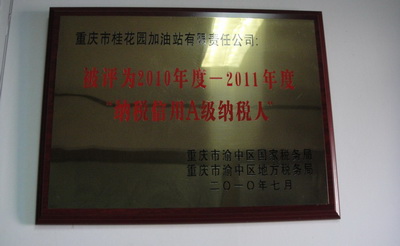 重庆市桂花园加油站有限责任公司:
被评为2010年度－2011年度
“纳税信用A级纳税人”
重庆市渝中区国家税务局
重庆市渝中区地方税务局
二〇一〇年七月